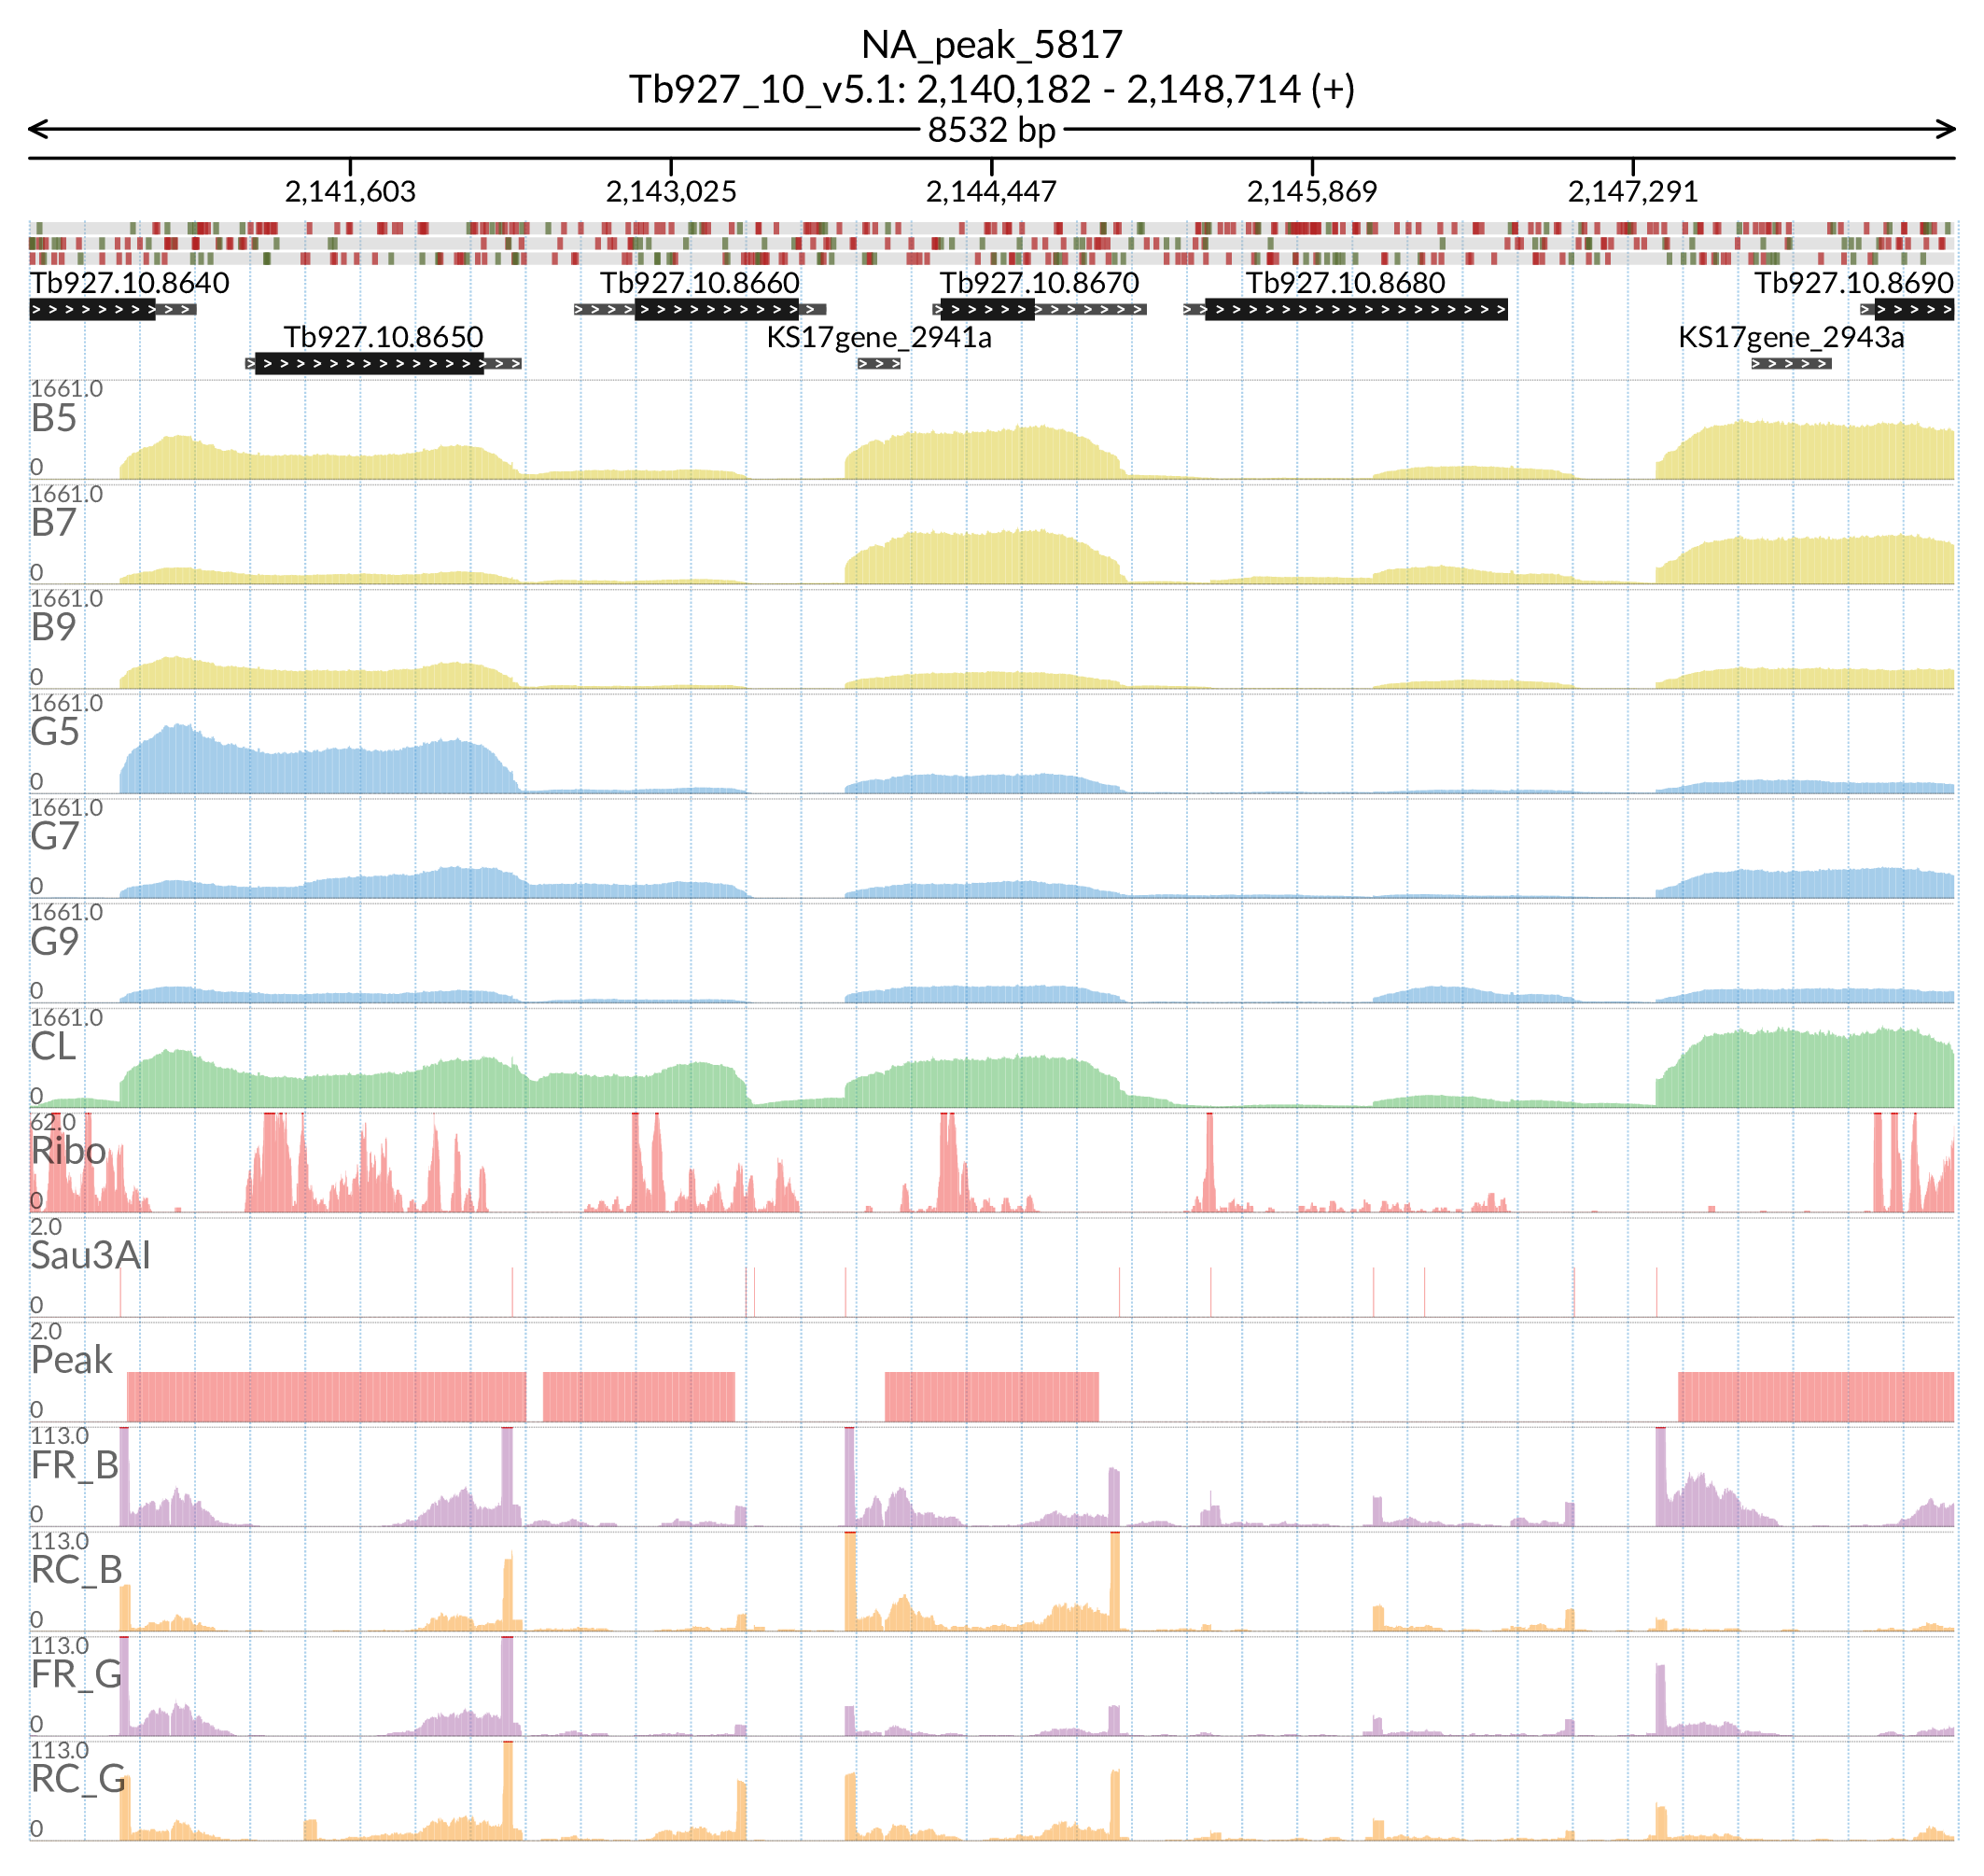 NA_peak_5817
Tb927_10_v5.1: 2,140,182 - 2,148,714 (+)
8532 bp
2,141,603 2,143,025 2,144,447 2,145,869 2,147,291
Tb927.10.8640 Tb927.10.8660 Tb927.10.8670 Tb927.10.8680 Tb927.10.8690
Tb927.10.8650 KS17gene_2941a KS17gene_2943a
1661.0
B5
0
1661.0
B7
0
1661.0
B9
0
1661.0
G5
0
1661.0
G7
0
1661.0
G9
0
1661.0
CL
0
62.0
Ribo
0
2.0
Sau3AI
0
2.0
Peak
0
113.0
FR_B
0
113.0
RC_B
0
113.0
FR_G
0
113.0
RC_G
0